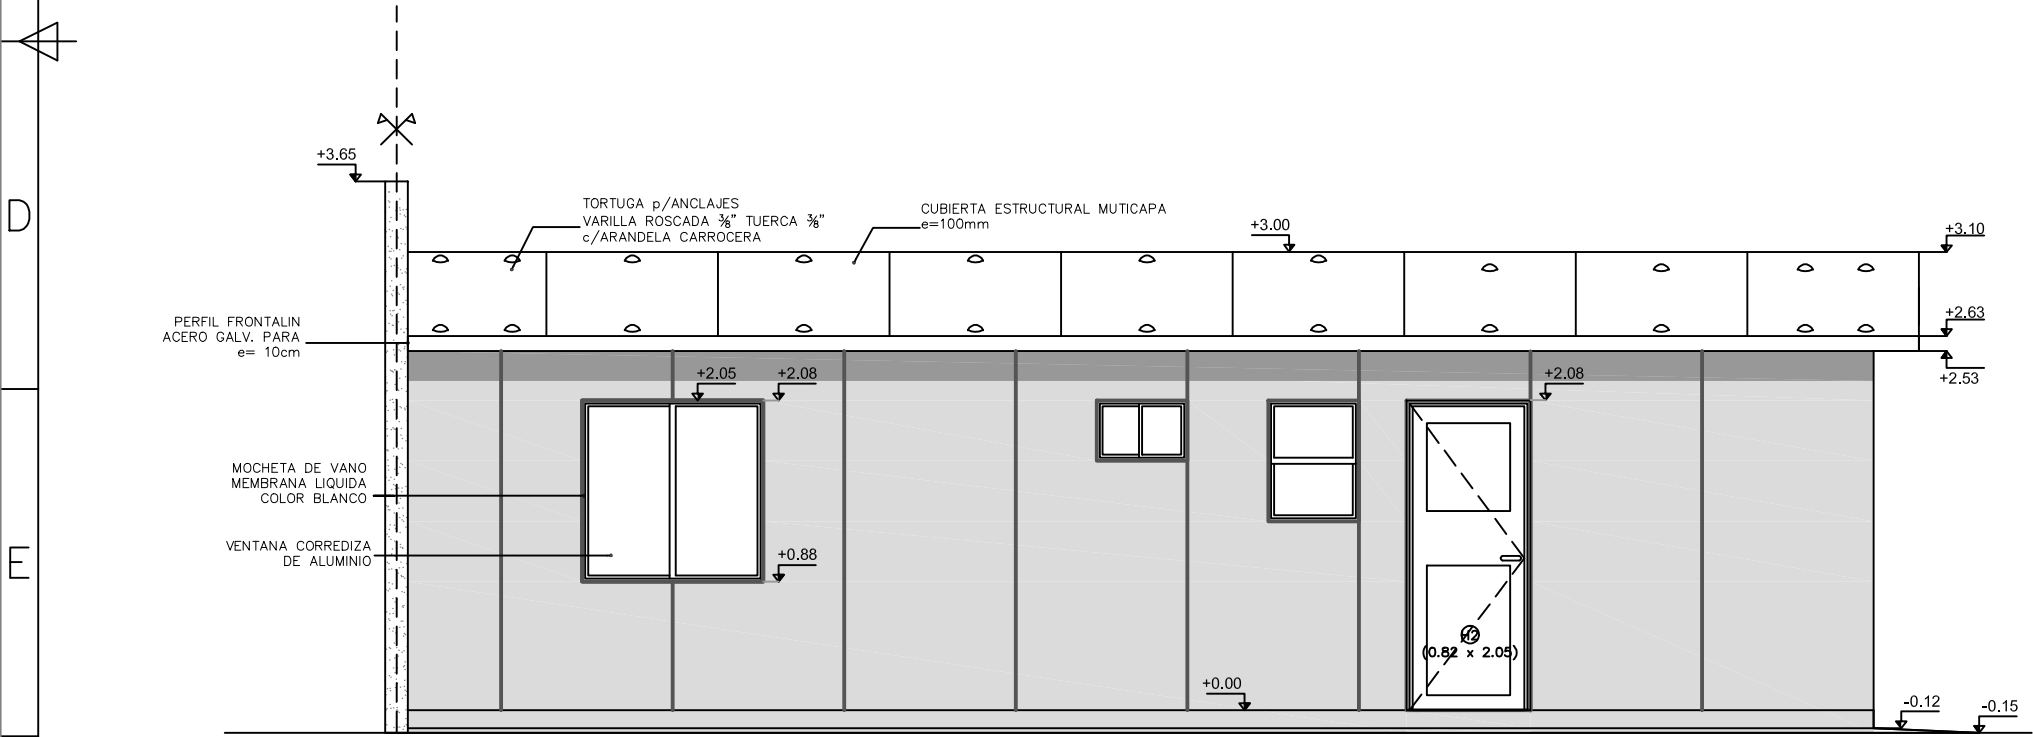 +3.65
D
TORTUGA p/ANCLAJES
VARILLA ROSCADA ⅜" TUERCA ⅜"
c/ARANDELA CARROCERA
CUBIERTA ESTRUCTURAL MUTICAPA
e=100mm
+3.00
+3.10
PERFIL FRONTALIN
ACERO GALV. PARA
e= 10cm
+2.63
+2.53
+2.05
+2.08
+2.08
MOCHETA DE VANO
MEMBRANA LIQUIDA
COLOR BLANCO
VENTANA CORREDIZA
DE ALUMINIO
+0.88
E
(0.82 x 2.05)
+0.00
-0.12
-0.15